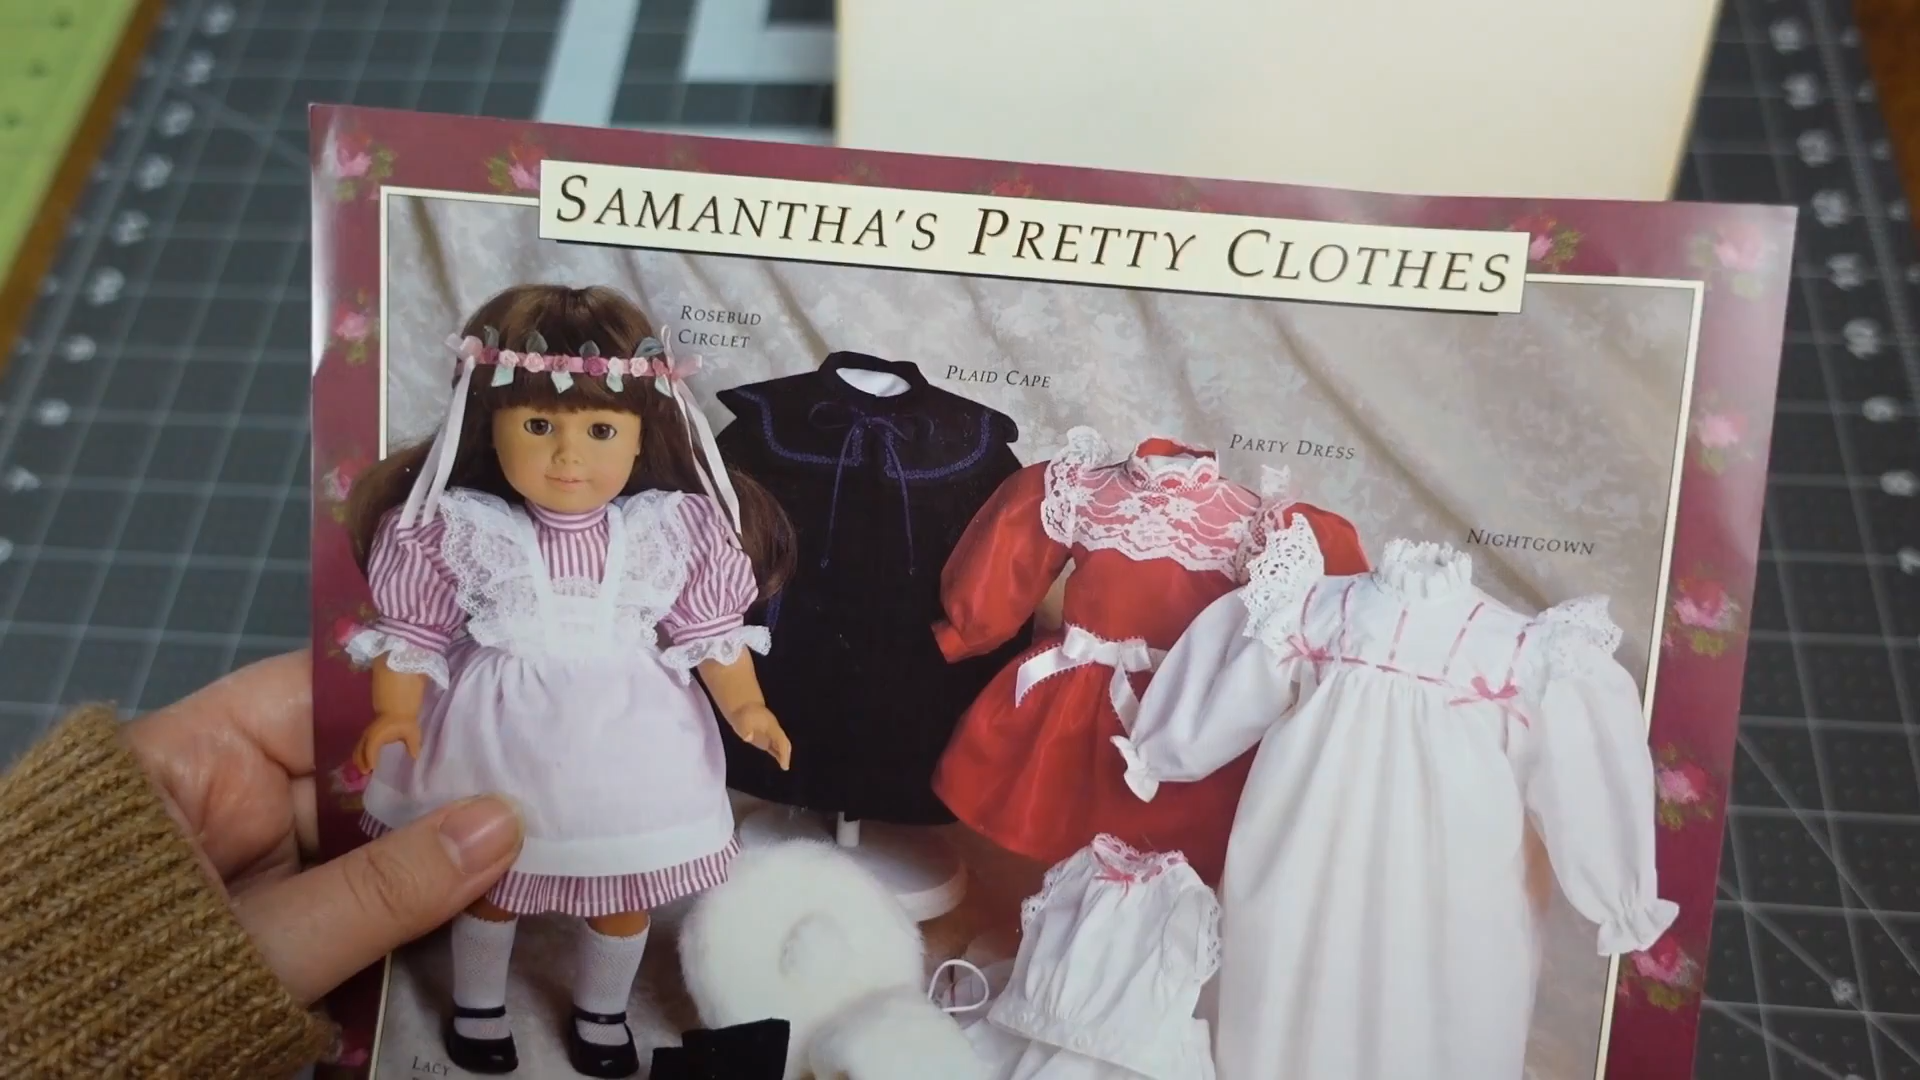 SAMANTHA'S PRETTY CLOTHES
ROSEBUD
CIRCLET
PLAID CAPE
PARTY DRESS
NIGHTGOWN
LACY